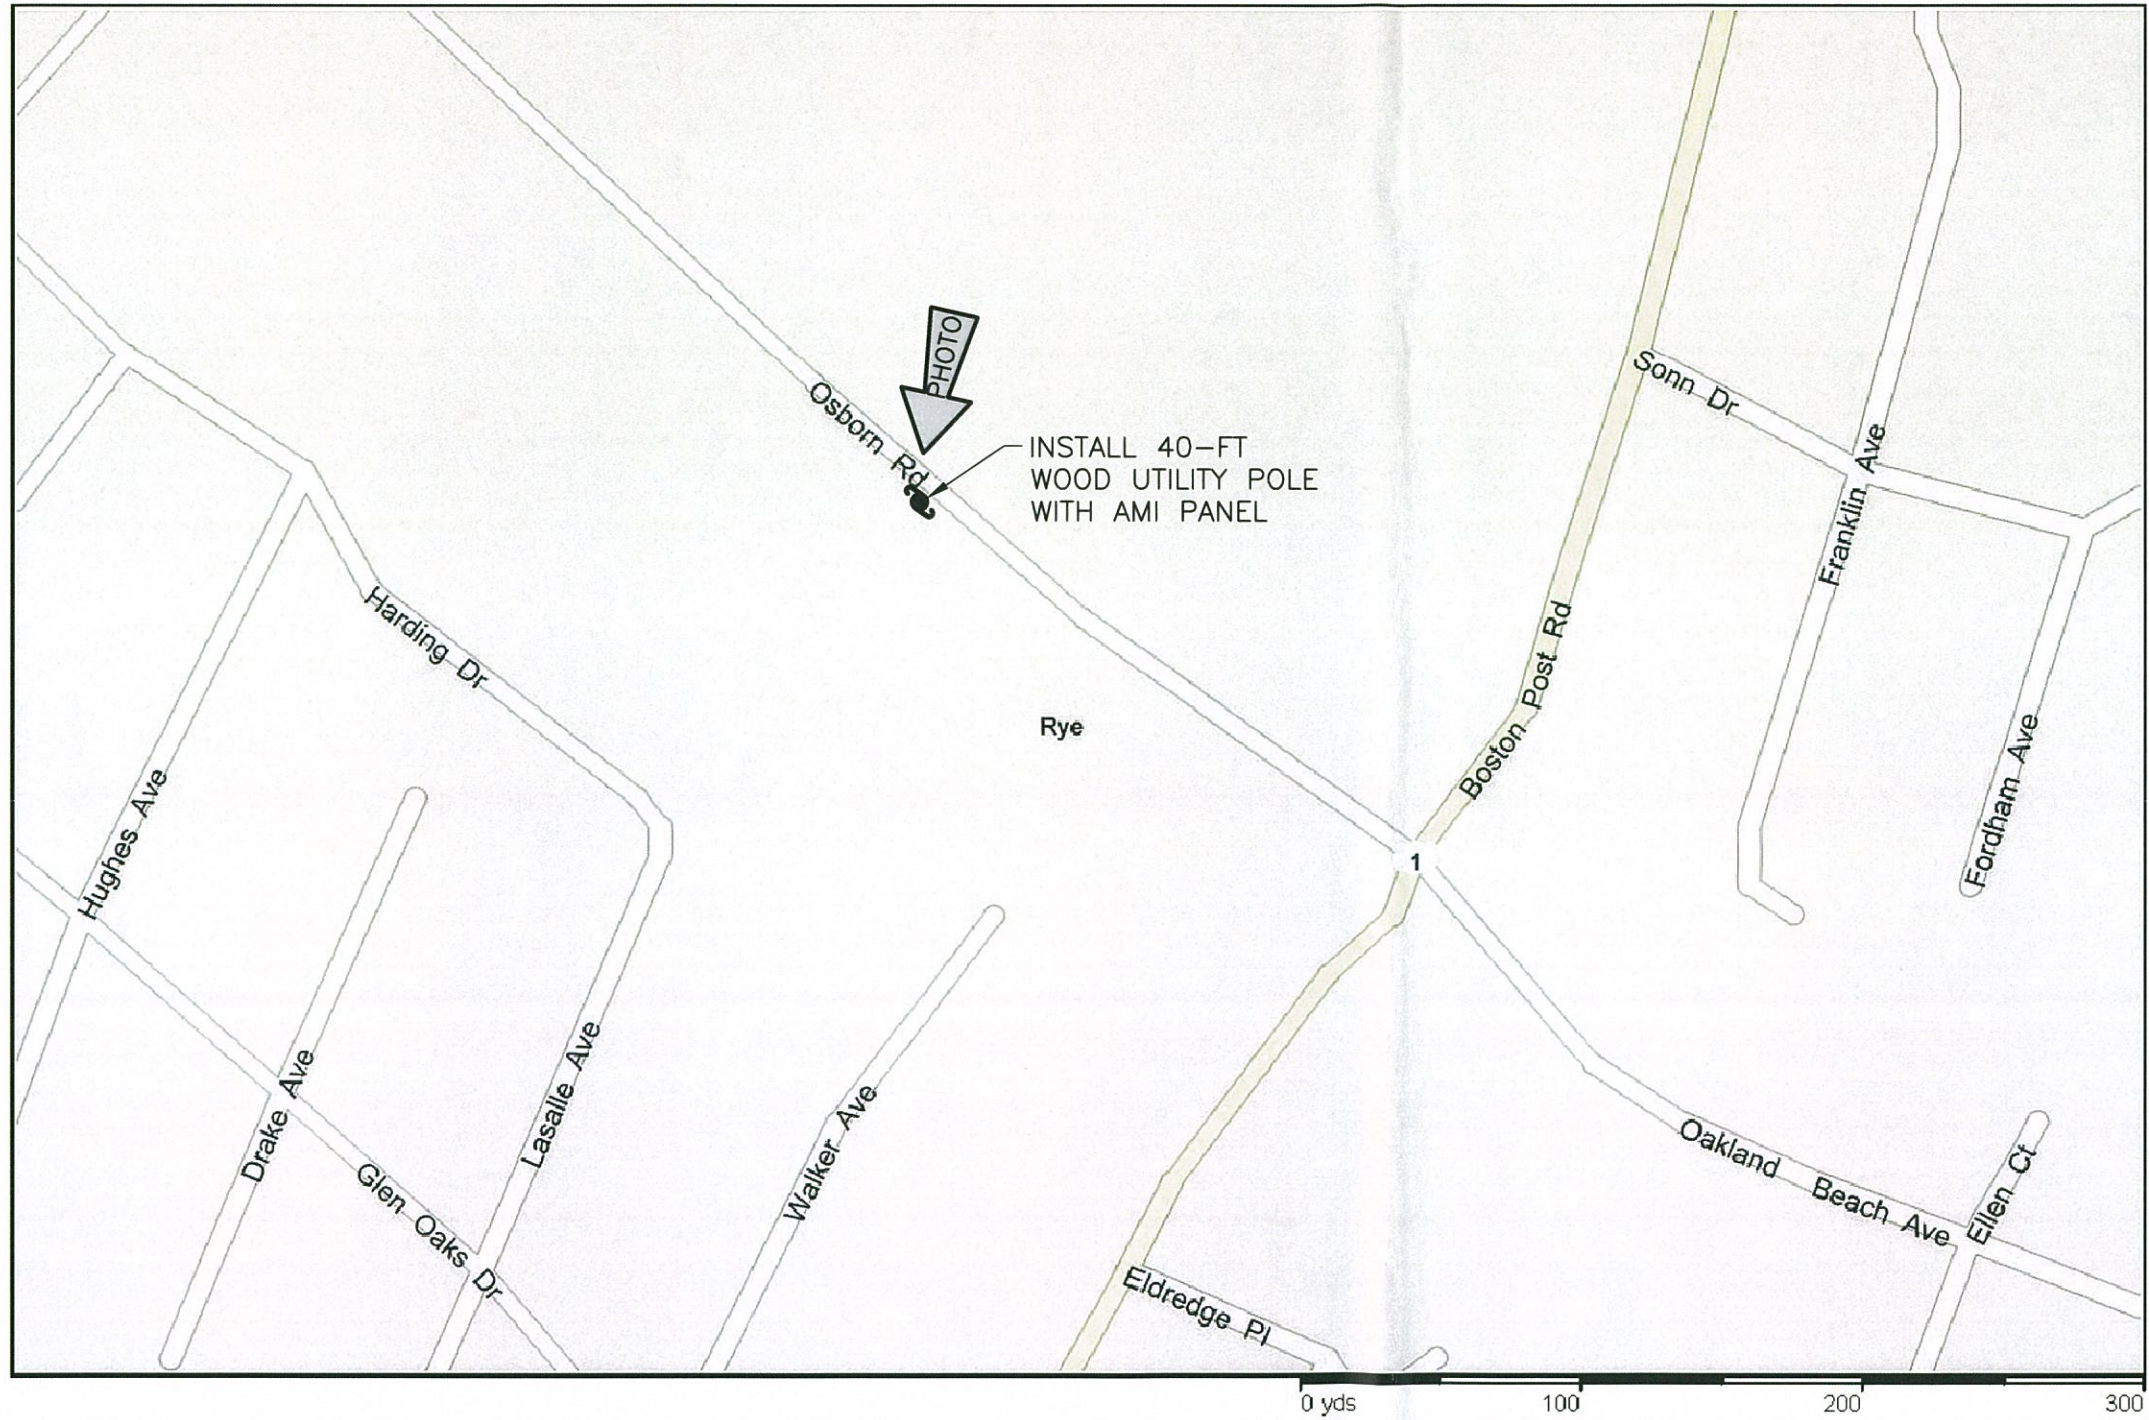 PHOTO
Osborn Rd
INSTALL 40-FT
WOOD UTILITY POLE
WITH AMI PANEL
Sonn Dr
Franklin Ave
Harding Dr
Boston Post Rd
Rye
Hughes Ave
Fordham Ave
1
Drake Ave
Lasalle Ave
Walker Ave
Glen Oaks Dr
Oakland Beach Ave
Ellen Ct
Eldredge Pl
0 yds 100 200 300